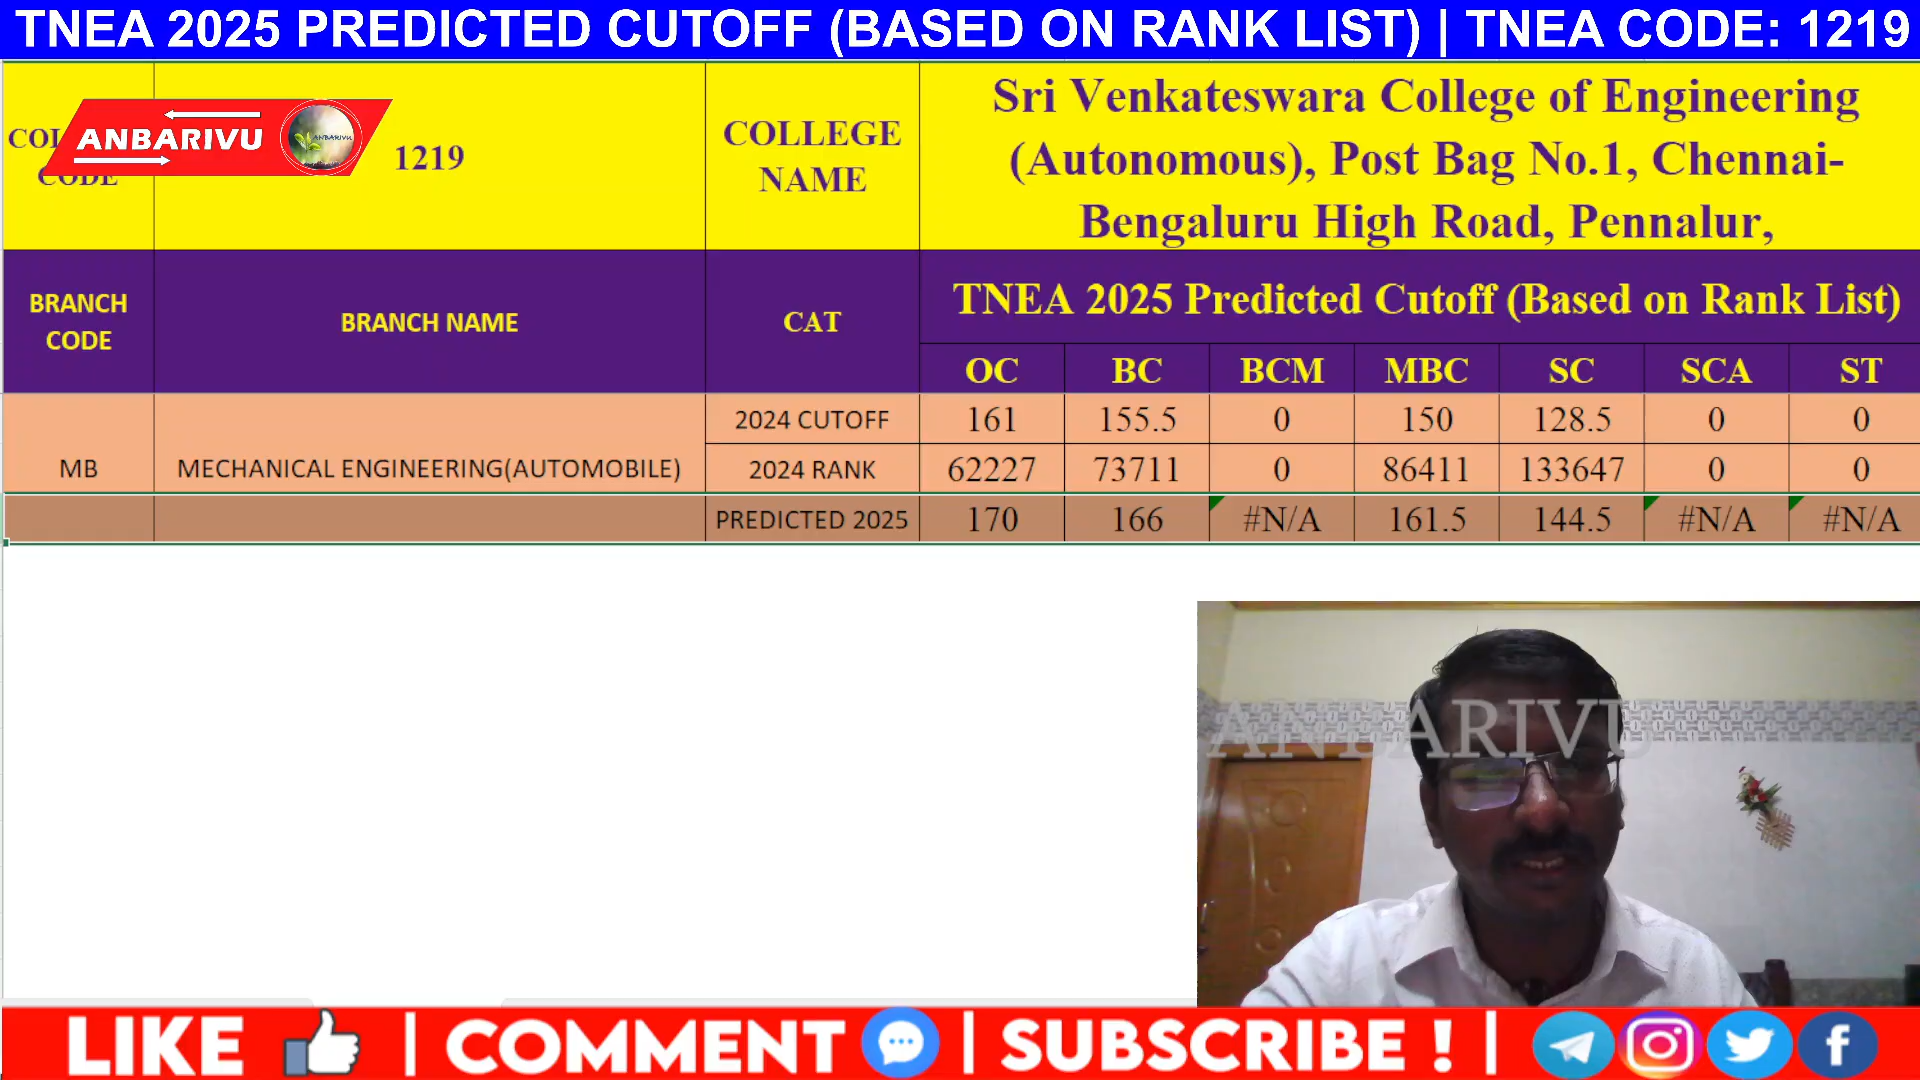 TNEA 2025 PREDICTED CUTOFF (BASED ON RANK LIST) | TNEA CODE: 1219
CODE
ANBARIVU
ANBARIVU
1219
COLLEGE
NAME
Sri Venkateswara College of Engineering
(Autonomous), Post Bag No.1, Chennai-
Bengaluru High Road, Pennalur,
BRANCH
CODE
BRANCH NAME
CAT
TNEA 2025 Predicted Cutoff (Based on Rank List)
OC BC BCM MBC SC SCA ST
2024 CUTOFF 161 155.5 0 150 128.5 0 0
MB MECHANICAL ENGINEERING(AUTOMOBILE) 2024 RANK 62227 73711 0 86411 133647 0 0
PREDICTED 2025 170 166 #N/A 161.5 144.5 #N/A #N/A
ANBARIVU
LIKE | COMMENT | SUBSCRIBE ! |